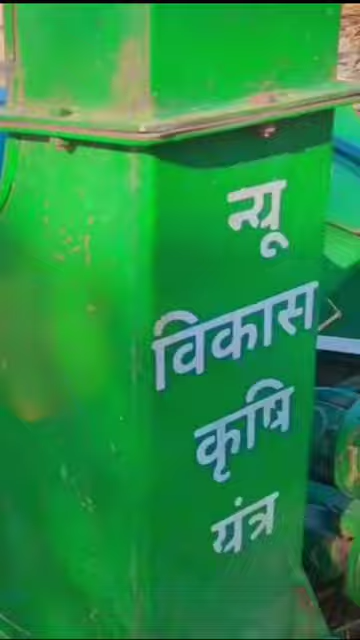 न्यू
विकास
कृषि
यंत्र